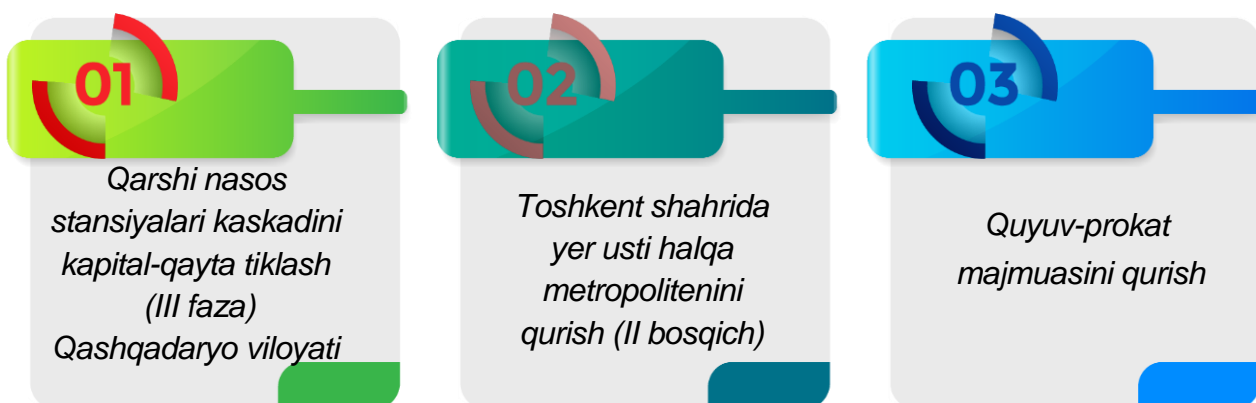 01
Qarshi nasos
stansiyalari kaskadini
kapital-qayta tiklash
(III faza)
Qashqadaryo viloyati
02
Toshkent shahrida
yer usti halqa
metropolitenini
qurish (II bosqich)
03
Quyuv-prokat
majmuasini qurish